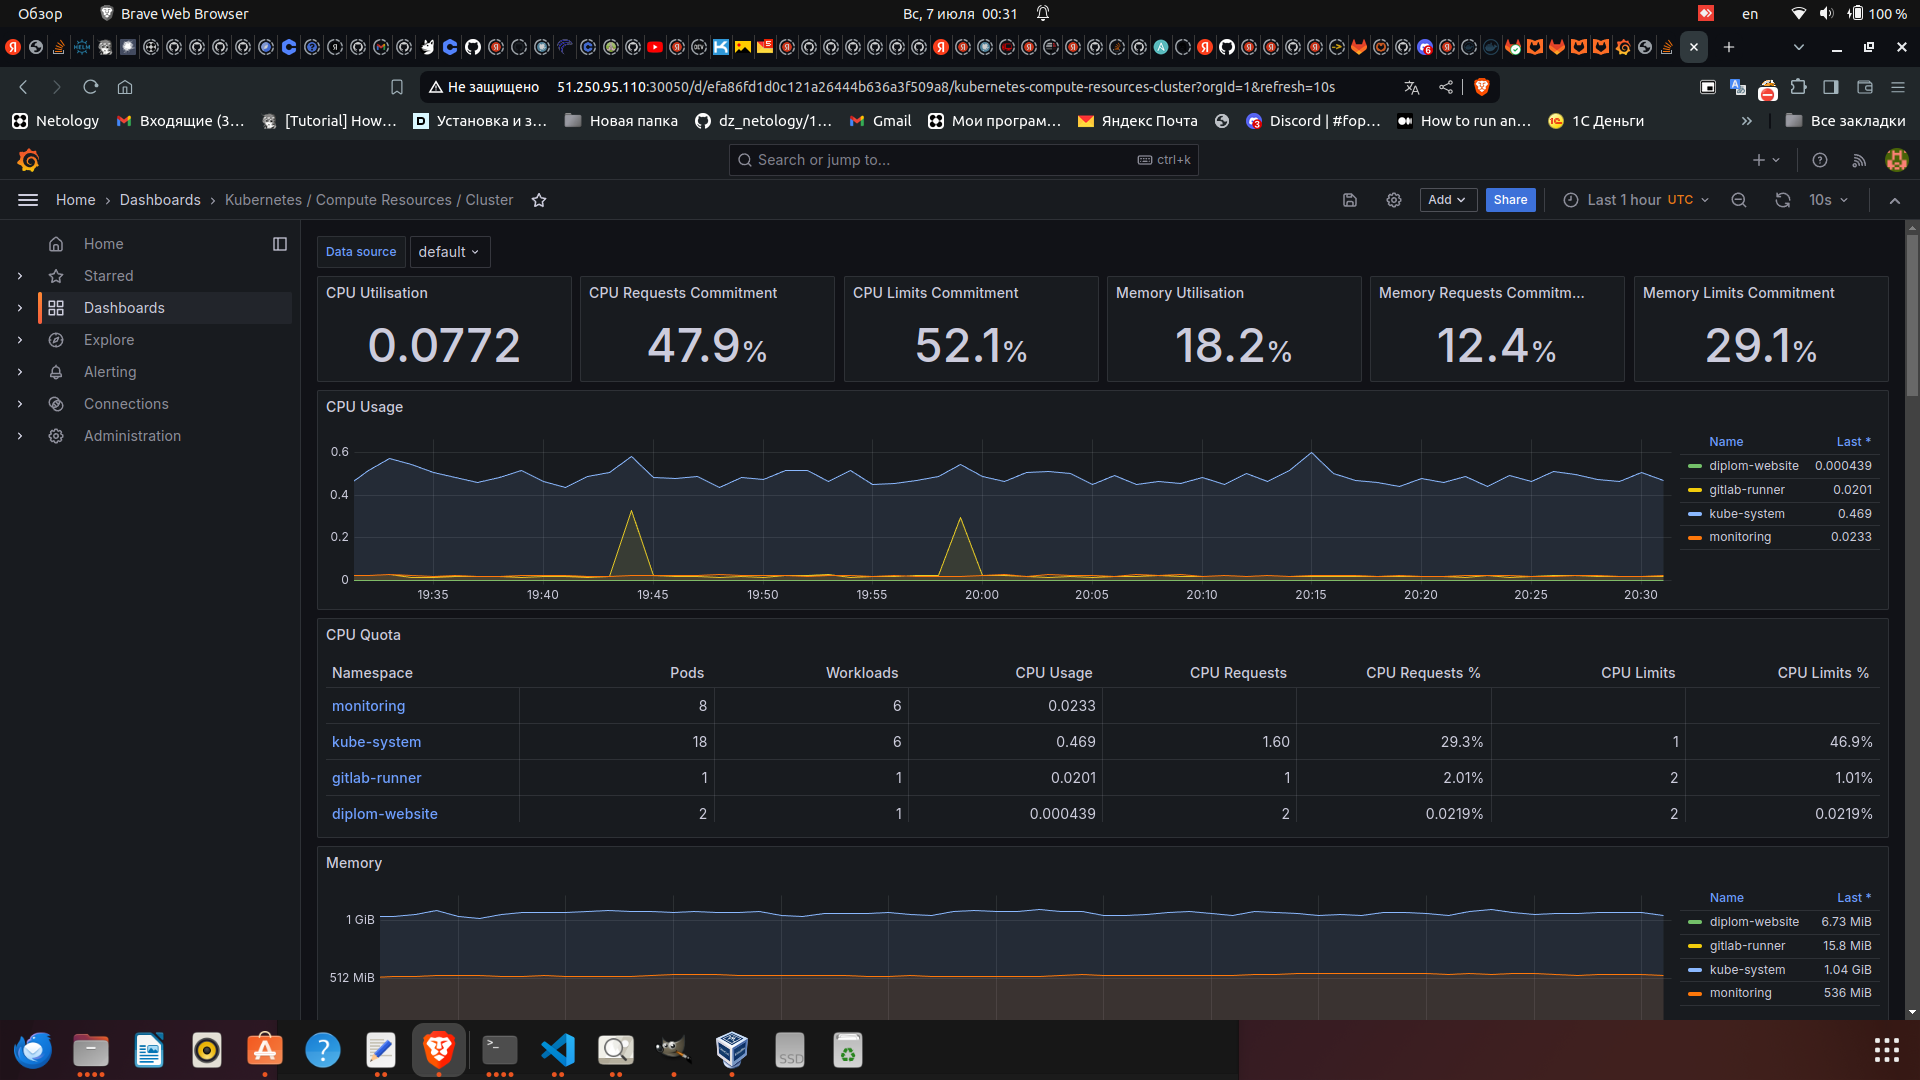 Обзор
Brave Web Browser
Вс, 7 июля 00:31
en
100 %
Не защищено
51.250.95.110:30050/d/efa86fd1d0c121a26444b636a3f509a8/kubernetes-compute-resources-cluster?orgId=1&refresh=10s
Netology
Входящие (3...
[Tutorial] How...
Установка и з...
Новая папка
dz_netology/1...
Gmail
Мои програм...
Яндекс Почта
Discord | #fop...
How to run an...
1С Деньги
»
Все закладки
Search or jump to...
ctrl+k
Home › Dashboards › Kubernetes / Compute Resources / Cluster
Add
Share
Last 1 hour UTC
10s
Home
Starred
Dashboards
Explore
Alerting
Connections
Administration
Data source
default
CPU Utilisation
0.0772
CPU Requests Commitment
47.9%
CPU Limits Commitment
52.1%
Memory Utilisation
18.2%
Memory Requests Commitm...
12.4%
Memory Limits Commitment
29.1%
CPU Usage
0.6
0.4
0.2
0
19:35 19:40 19:45 19:50 19:55 20:00 20:05 20:10 20:15 20:20 20:25 20:30
Name Last *
diplom-website 0.000439
gitlab-runner 0.0201
kube-system 0.469
monitoring 0.0233
CPU Quota
Namespace Pods Workloads CPU Usage CPU Requests CPU Requests % CPU Limits CPU Limits %
monitoring 8 6 0.0233
kube-system 18 6 0.469 1.60 29.3% 1 46.9%
gitlab-runner 1 1 0.0201 1 2.01% 2 1.01%
diplom-website 2 1 0.000439 2 0.0219% 2 0.0219%
Memory
1 GiB
512 MiB
Name Last *
diplom-website 6.73 MiB
gitlab-runner 15.8 MiB
kube-system 1.04 GiB
monitoring 536 MiB
SSD